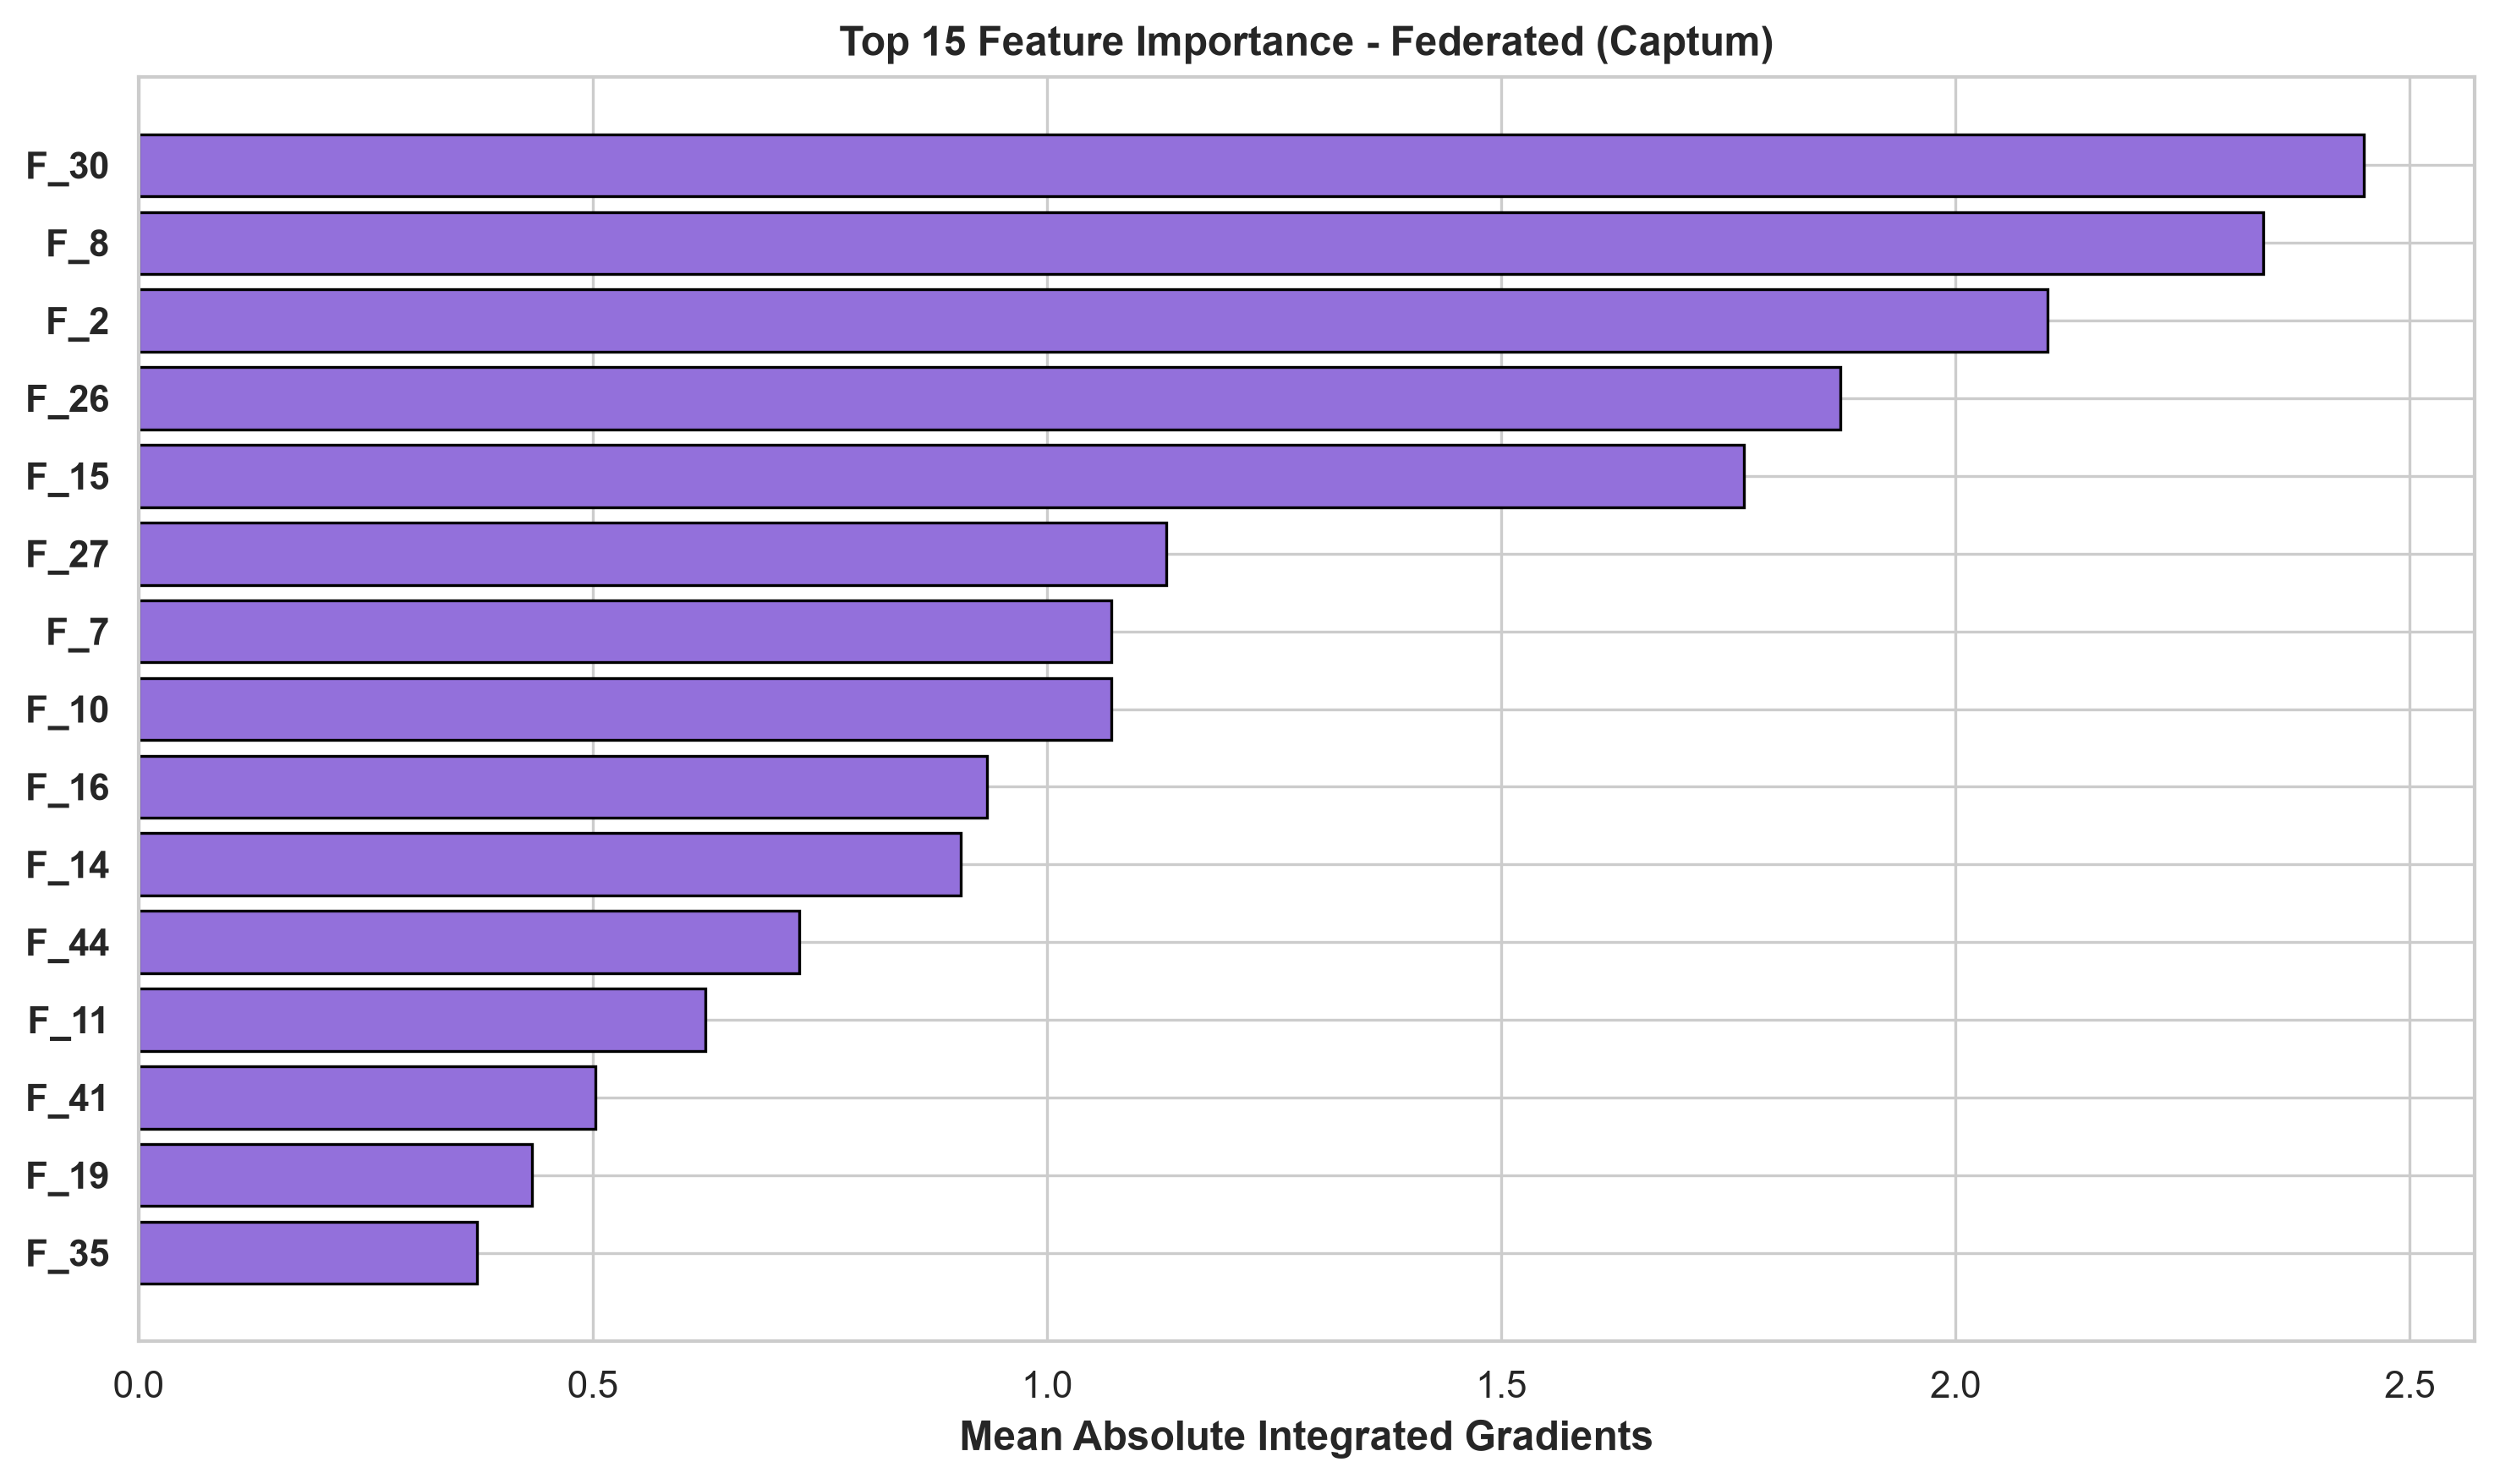 Top 15 Feature Importance - Federated (Captum)
F_30
F_8
F_2
F_26
F_15
F_27
F_7
F_10
F_16
F_14
F_44
F_11
F_41
F_19
F_35
0.0 0.5 1.0 1.5 2.0 2.5
Mean Absolute Integrated Gradients